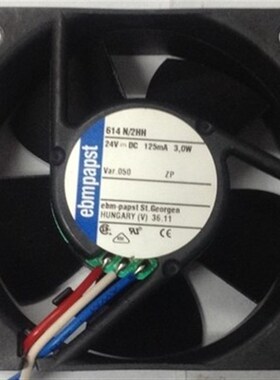 ebmpapst
614 N/2HH
24V ⎓ DC 125mA 3,0W
Var.050 ZP
ebm-papst St.Georgen
HUNGARY (V) 36.11